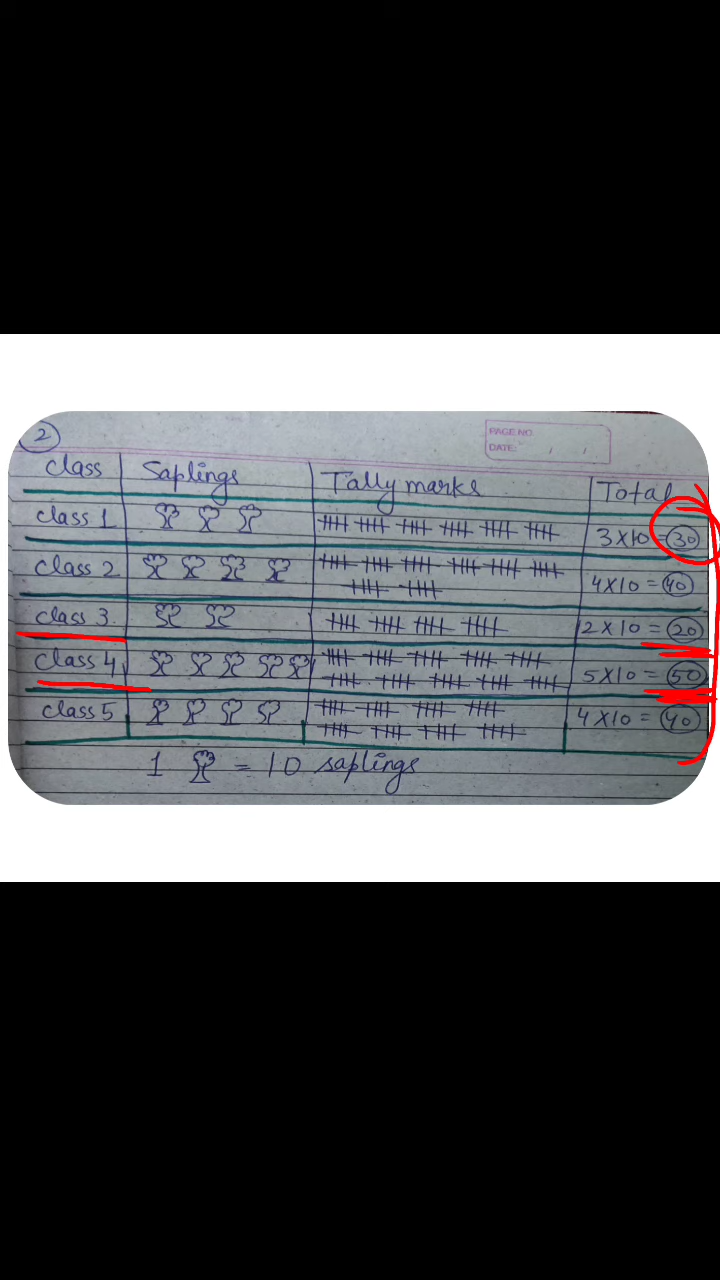 2
PAGE NO.
DATE: / /
Class Saplings Tally marks Total
class 1 3 X 10 = 30
class 2 4 X 10 = 40
class 3. 2 X 10 = 20
class 4 5 X 10 = 50
class 5 4 X 10 = 40
1 = 10 saplings